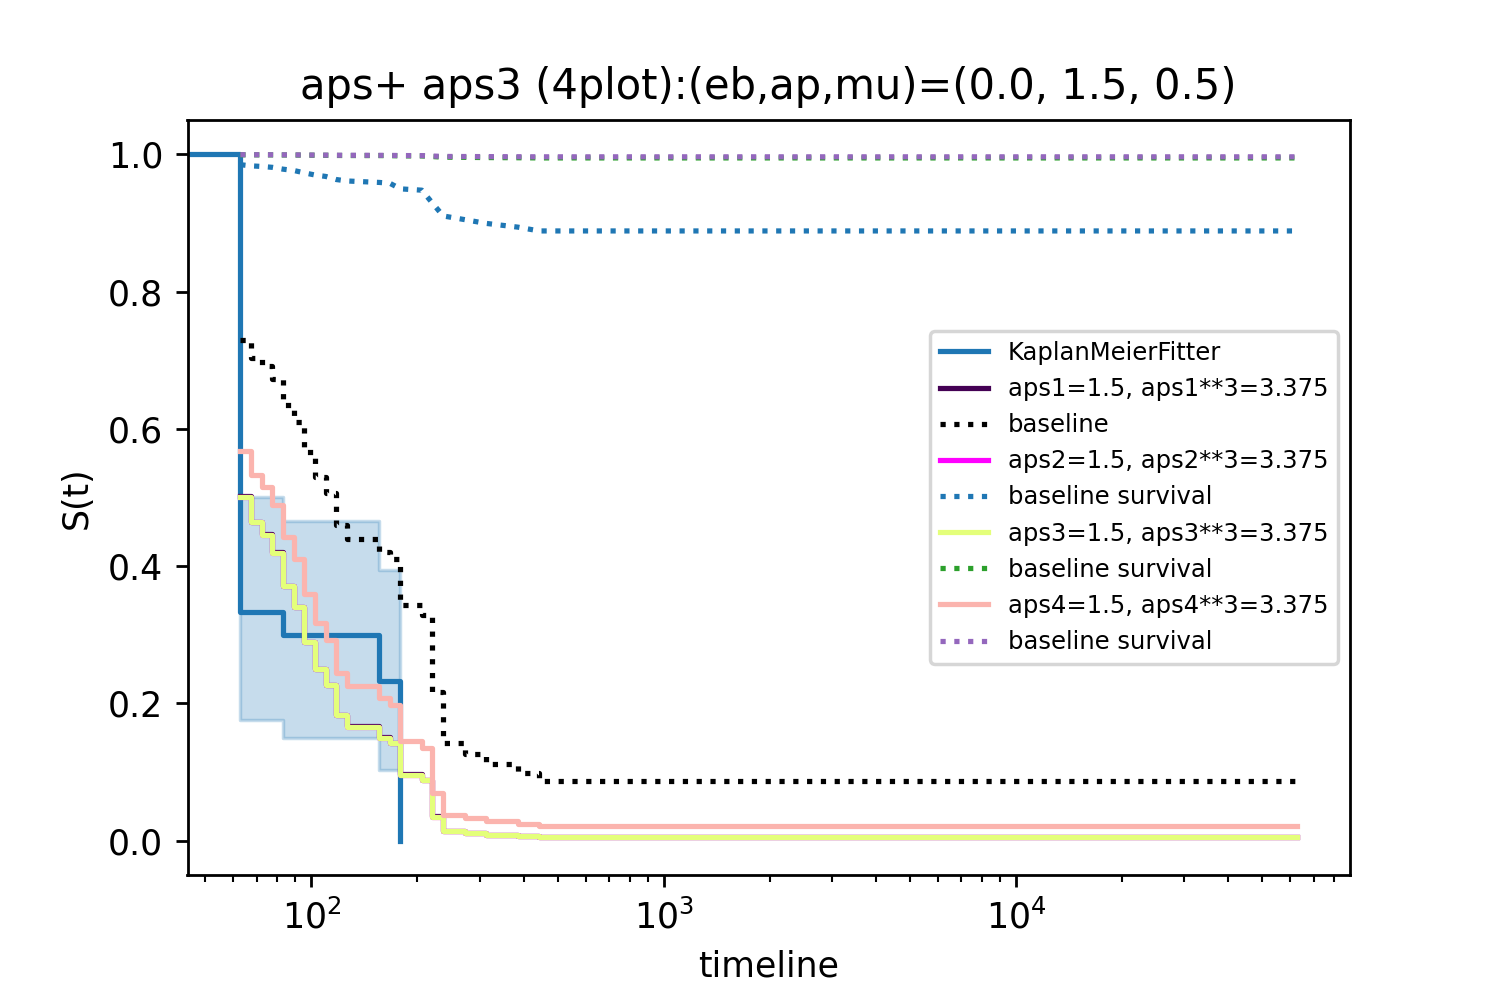 aps+ aps3 (4plot):(eb,ap,mu)=(0.0, 1.5, 0.5)
1.0
0.8
0.6
0.4
0.2
0.0
S(t)
KaplanMeierFitter
aps1=1.5, aps1**3=3.375
baseline
aps2=1.5, aps2**3=3.375
baseline survival
aps3=1.5, aps3**3=3.375
baseline survival
aps4=1.5, aps4**3=3.375
baseline survival
10² 10³ 10⁴
timeline